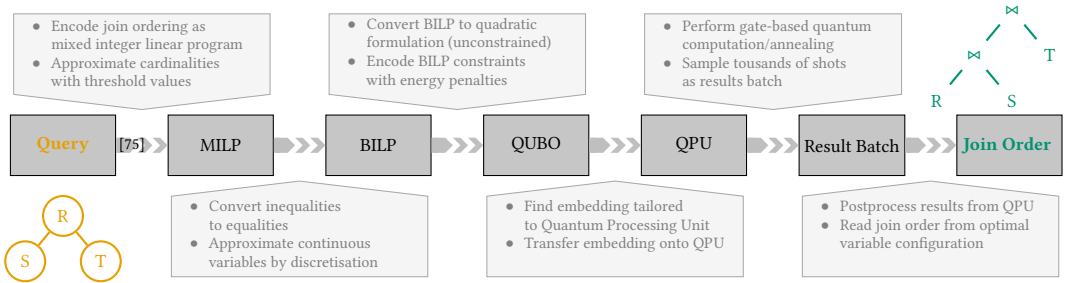 ● Encode join ordering as
mixed integer linear program
● Approximate cardinalities
with threshold values
● Convert BILP to quadratic
formulation (unconstrained)
● Encode BILP constraints
with energy penalties
● Perform gate-based quantum
computation/annealing
● Sample tousands of shots
as results batch
⋈
⋈ T
R S
Query [75] MILP BILP QUBO QPU Result Batch Join Order
R
S T
● Convert inequalities
to equalities
● Approximate continuous
variables by discretisation
● Find embedding tailored
to Quantum Processing Unit
● Transfer embedding onto QPU
● Postprocess results from QPU
● Read join order from optimal
variable configuration